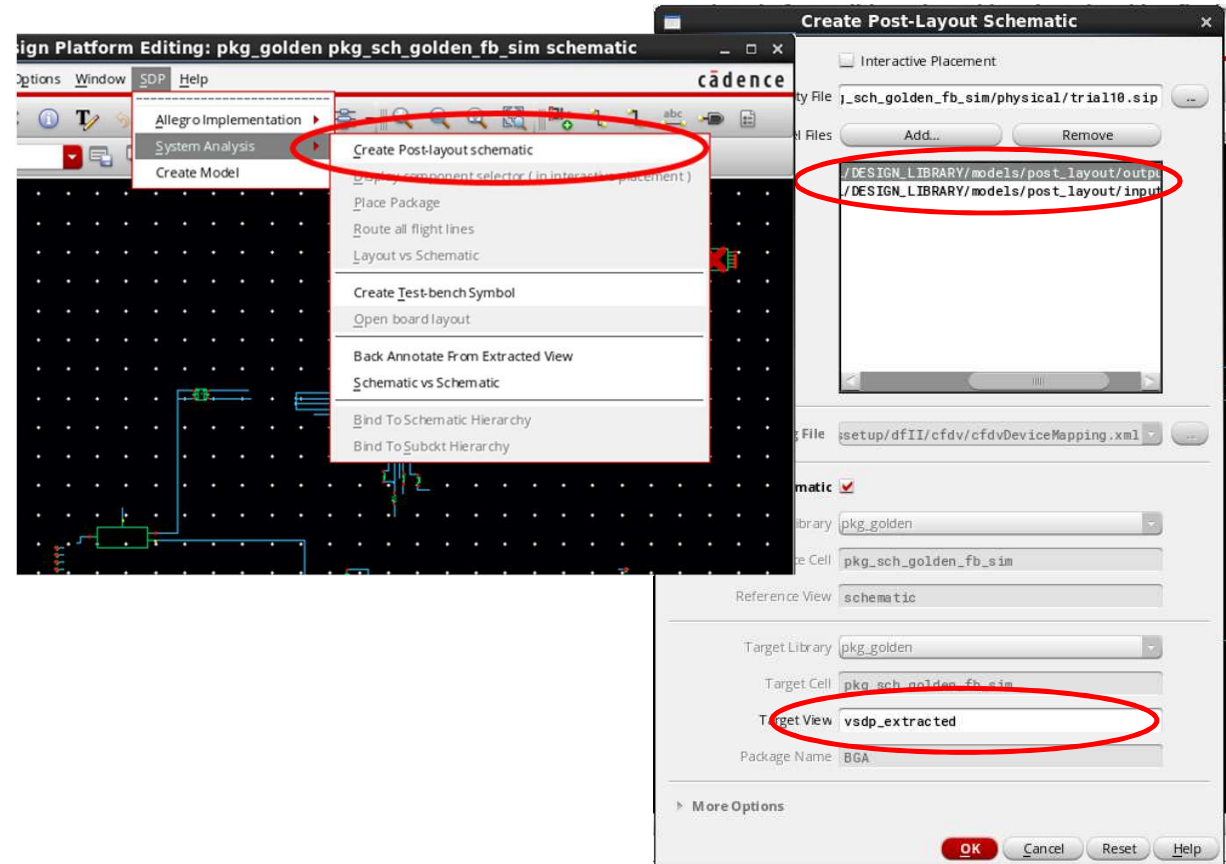 Create Post-Layout Schematic
sign Platform Editing: pkg_golden pkg_sch_golden_fb_sim schematic
Options Window SDP Help
cādence
Allegro Implementation
System Analysis
Create Model
Create Post-layout schematic
Display component selector ( in interactive placement )
Place Package
Route all flight lines
Layout vs Schematic
Create Test-bench Symbol
Open board layout
Back Annotate From Extracted View
Schematic vs Schematic
Bind To Schematic Hierarchy
Bind To Subckt Hierarchy
abc
Interactive Placement
ty File _sch_golden_fb_sim/physical/trial10.sip ...
el Files Add... Remove
./DESIGN_LIBRARY/models/post_layout/outpu
./DESIGN_LIBRARY/models/post_layout/input
g File ssetup/dfII/cfdv/cfdvDeviceMapping.xml ...
matic
ibrary pkg_golden
ce Cell pkg_sch_golden_fb_sim
Reference View schematic
Target Library pkg_golden
Target Cell pkg_sch_golden_fb_sim
Target View vsdp_extracted
Package Name BGA
More Options
OK Cancel Reset Help